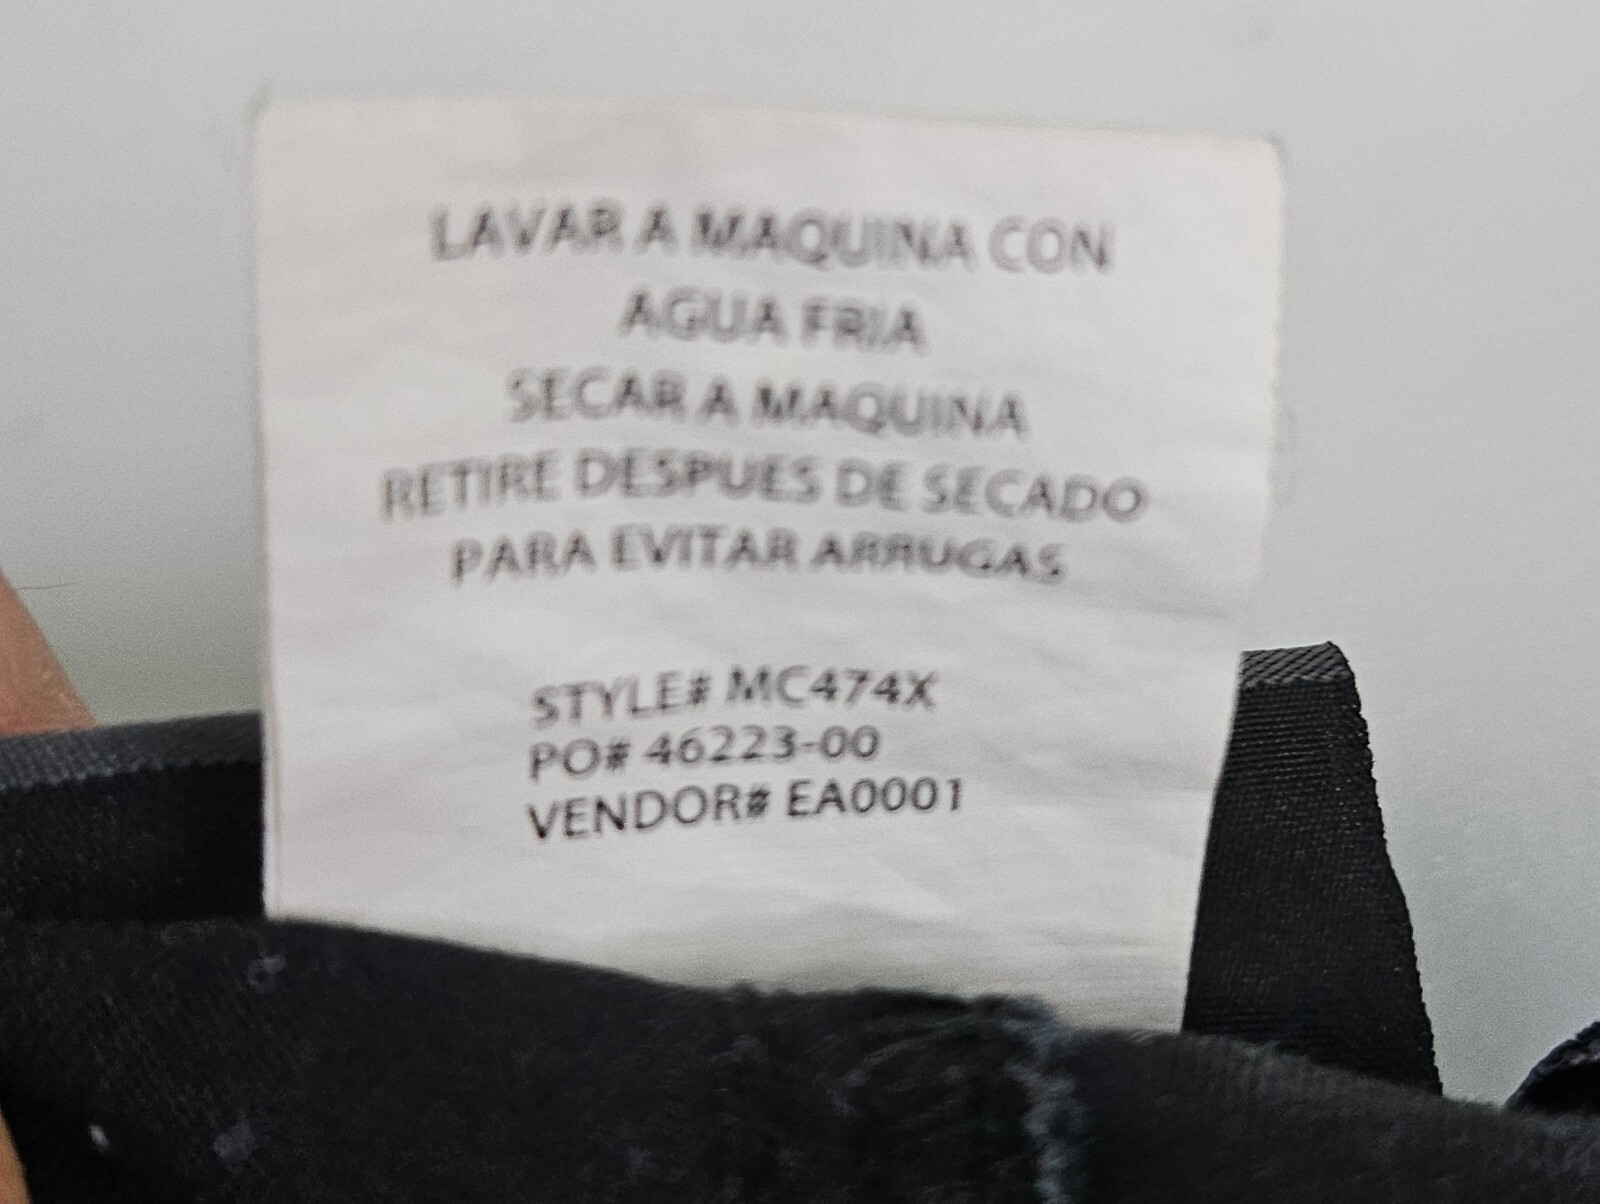 LAVAR A MAQUINA CON
AGUA FRIA
SECAR A MAQUINA
RETIRE DESPUES DE SECADO
PARA EVITAR ARRUGAS
STYLE# MC474X
PO# 46223-00
VENDOR# EA0001